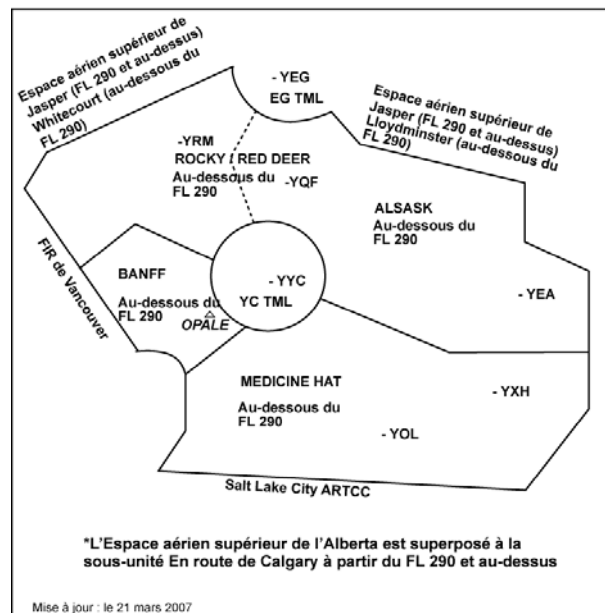 Espace aérien supérieur de
Jasper (FL 290 et au-dessus)
Whitecourt (au-dessous du
FL 290)
- YEG
EG TML
Espace aérien supérieur de
Jasper (FL 290 et au-dessus)
Lloydminster (au-dessous du
FL 290)
-YRM
ROCKY / RED DEER
Au-dessous du
FL 290
-YQF
ALSASK
Au-dessous du
FL 290
FIR de Vancouver
BANFF
Au-dessous du
FL 290
OPALE
- YYC
YC TML
- YEA
MEDICINE HAT
Au-dessous du
FL 290
- YXH
- YOL
Salt Lake City ARTCC
*L'Espace aérien supérieur de l'Alberta est superposé à la
sous-unité En route de Calgary à partir du FL 290 et au-dessus
Mise à jour : le 21 mars 2007